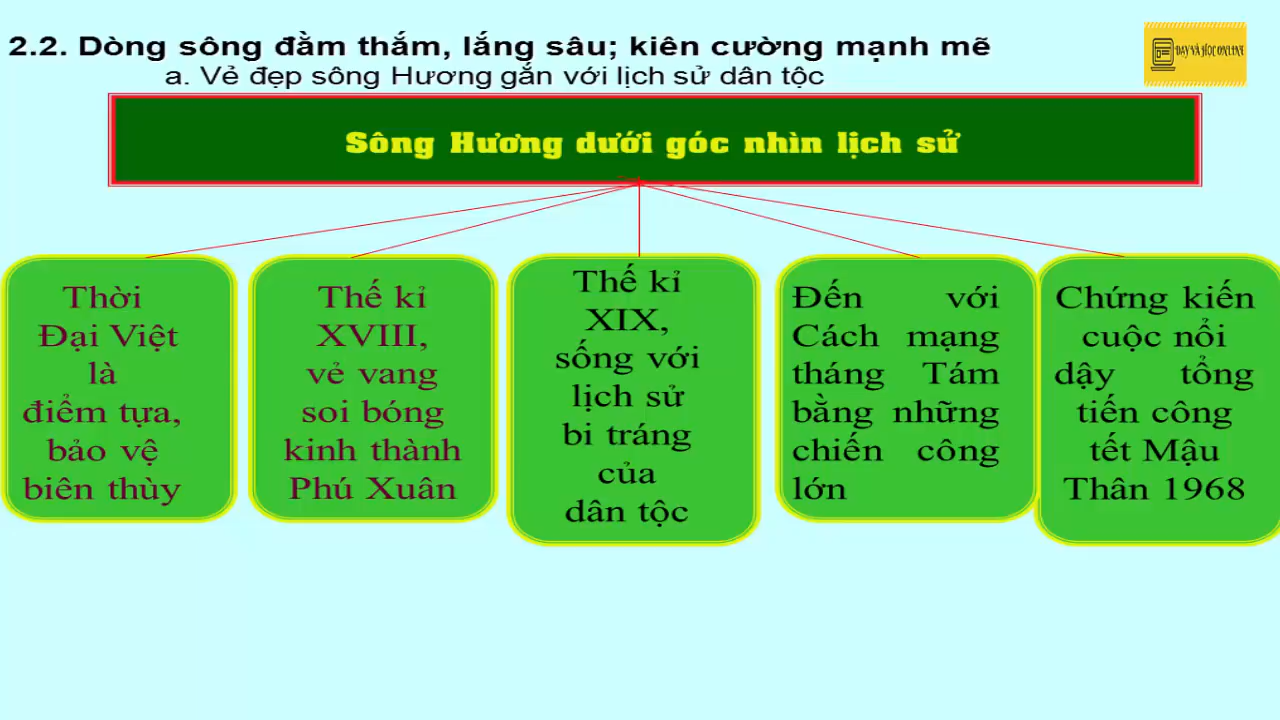 2.2. Dòng sông đằm thắm, lắng sâu; kiên cường mạnh mẽ
a. Vẻ đẹp sông Hương gắn với lịch sử dân tộc
DẠY VÀ HỌC ONLINE
Sông Hương dưới góc nhìn lịch sử
Thời
Đại Việt
là
điểm tựa,
bảo vệ
biên thùy
Thế kỉ
XVIII,
vẻ vang
soi bóng
kinh thành
Phú Xuân
Thế kỉ
XIX,
sống với
lịch sử
bi tráng
của
dân tộc
Đến với
Cách mạng
tháng Tám
bằng những
chiến công
lớn
Chứng kiến
cuộc nổi
dậy tổng
tiến công
tết Mậu
Thân 1968